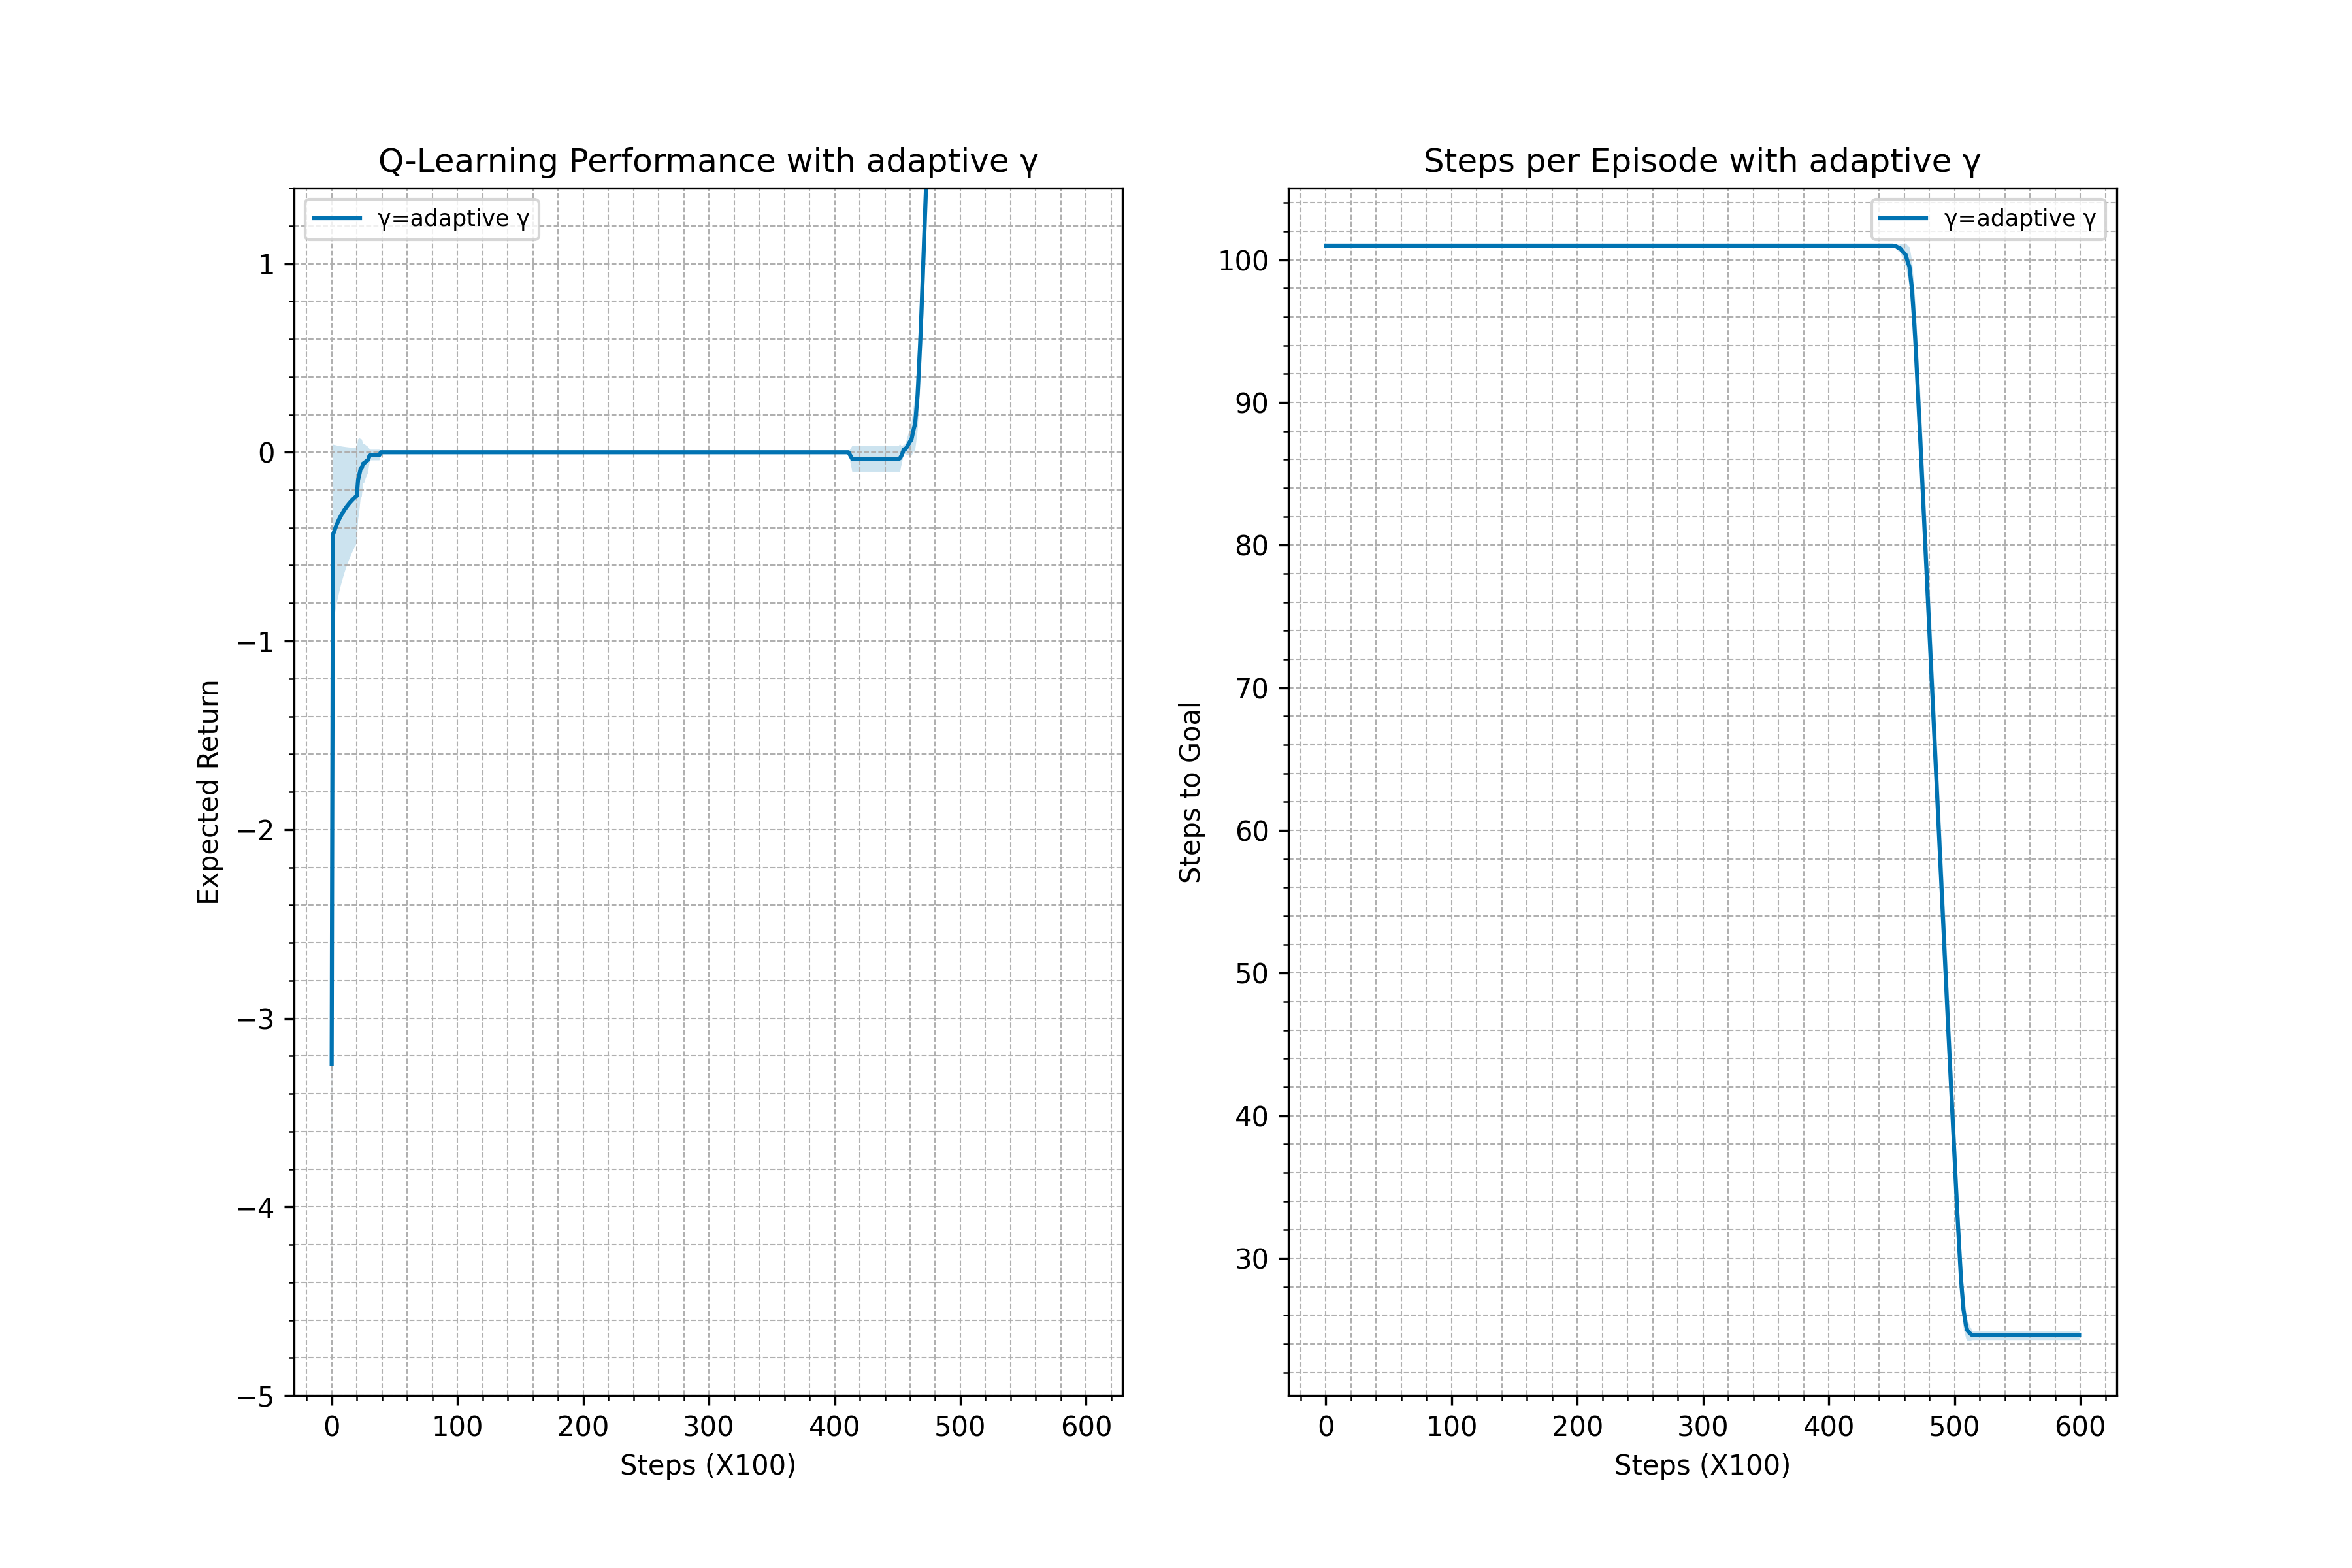 Q-Learning Performance with adaptive γ
γ=adaptive γ
1
0
−1
−2
−3
−4
−5
Expected Return
0 100 200 300 400 500 600
Steps (X100)
Steps per Episode with adaptive γ
γ=adaptive γ
100
90
80
70
60
50
40
30
Steps to Goal
0 100 200 300 400 500 600
Steps (X100)